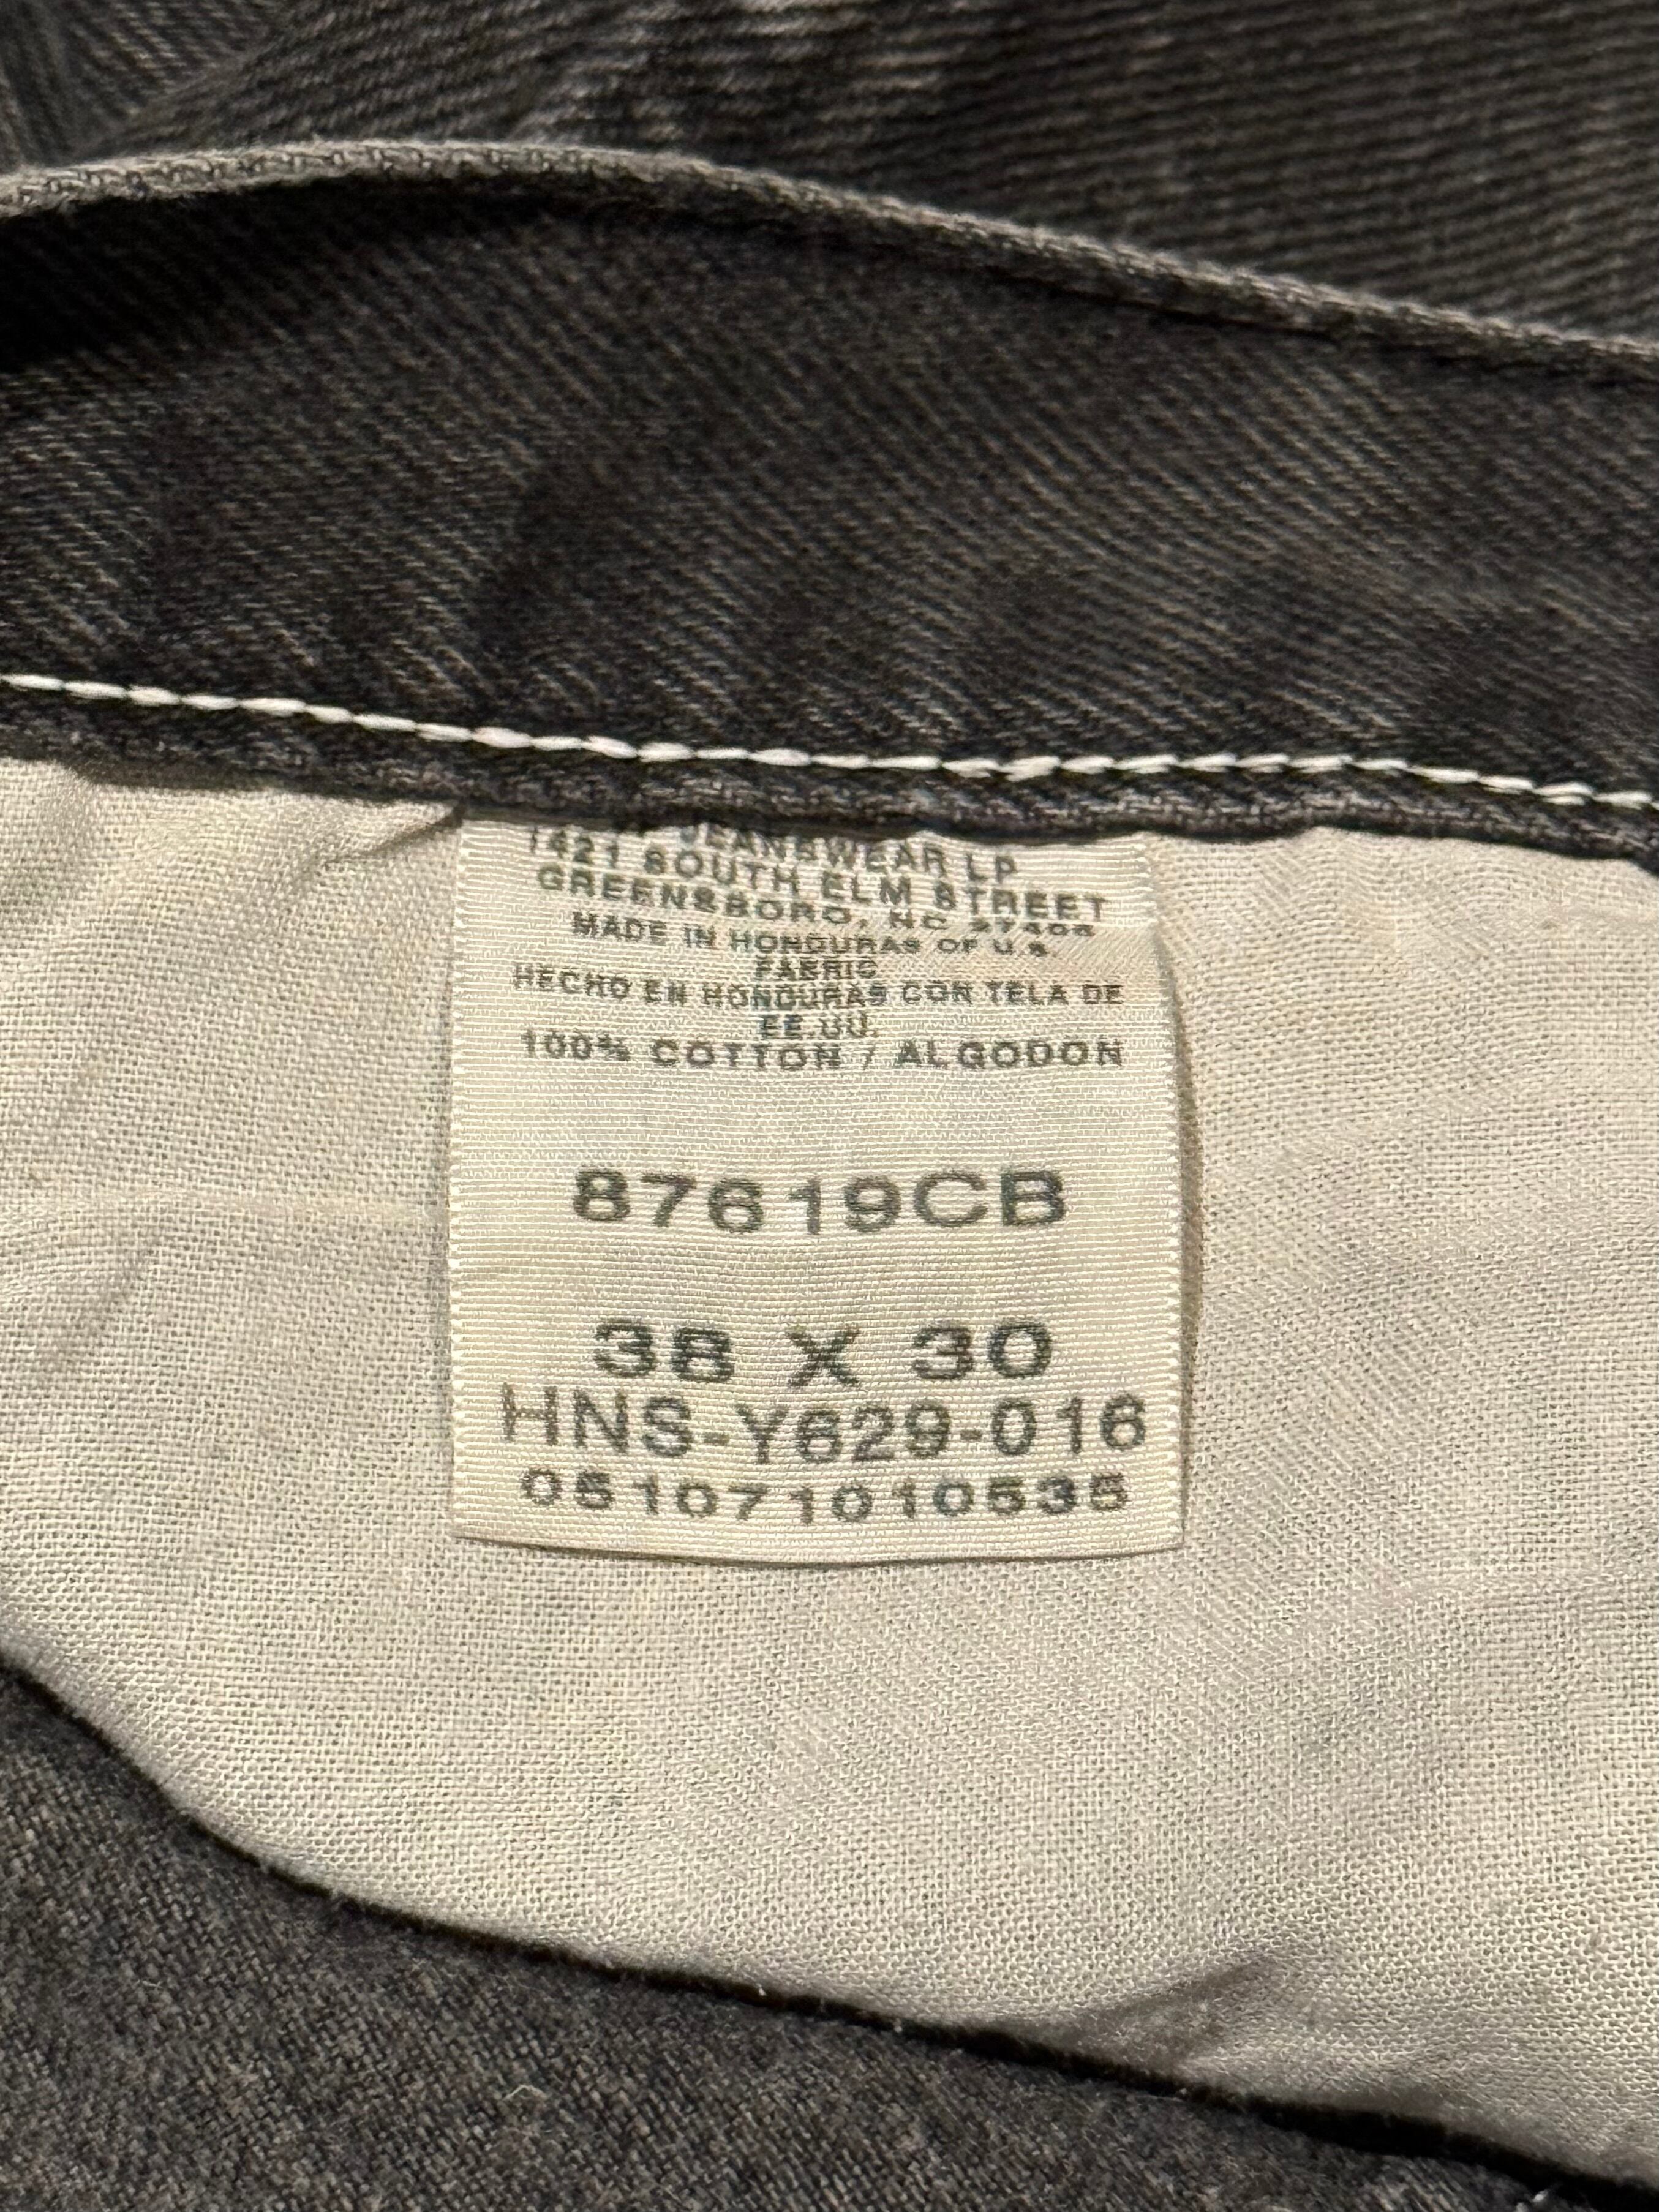 JEANSWEAR LP
1421 SOUTH ELM STREET
GREENSBORO, NC 27406
MADE IN HONDURAS OF U.S.
FABRIC
HECHO EN HONDURAS CON TELA DE
EE.UU.
100% COTTON / ALGODON
87619CB
38 X 30
HNS-Y629-016
051071010535